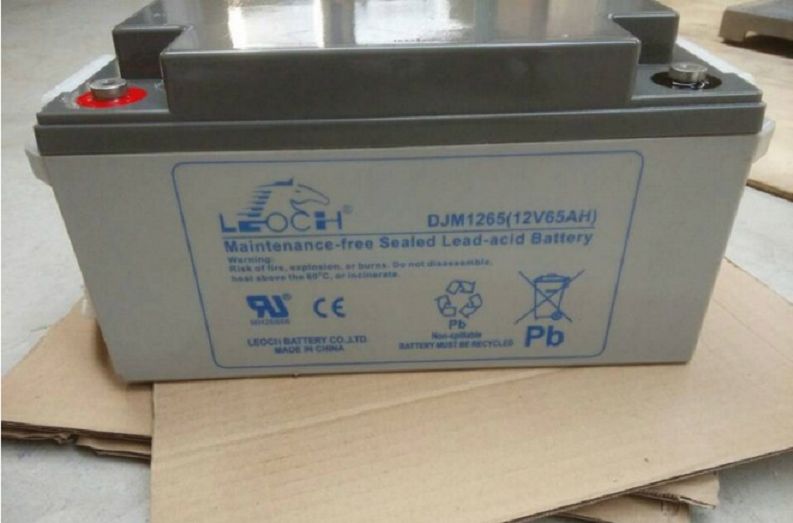 LEOCH®
DJM1265(12V65AH)
Maintenance-free Sealed Lead-acid Battery
Warning:
Risk of fire, explosion, or burns. Do not disassemble,
heat above the 60°C, or incinerate.
CE
Pb
Non-spillable
BATTERY MUST BE RECYCLED
Pb
LEOCH BATTERY CO.,LTD.
MADE IN CHINA